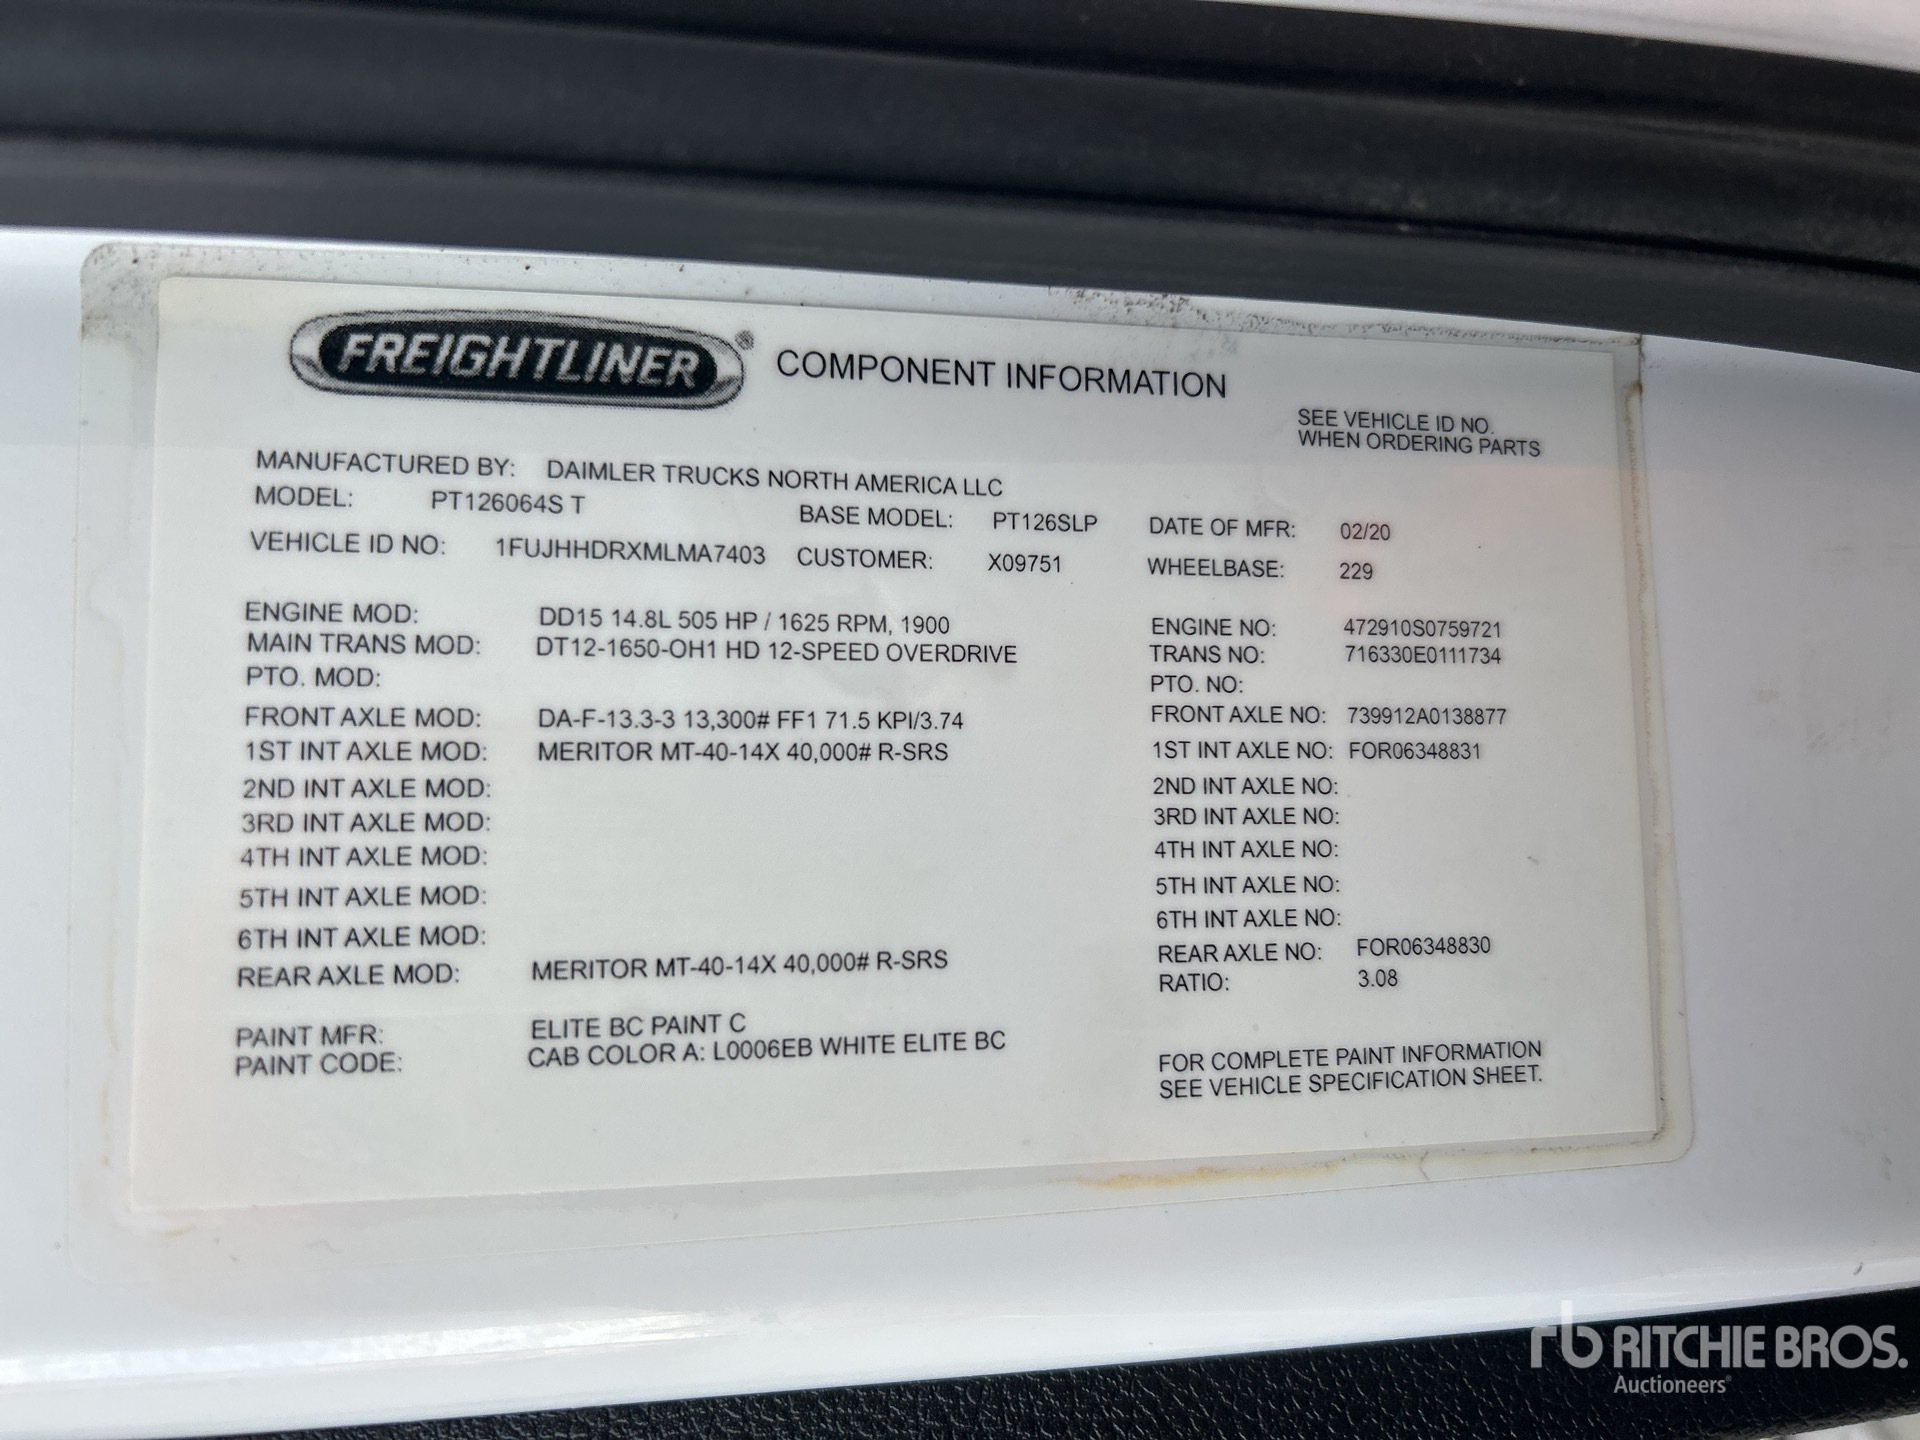 FREIGHTLINER® COMPONENT INFORMATION
SEE VEHICLE ID NO.
WHEN ORDERING PARTS
MANUFACTURED BY: DAIMLER TRUCKS NORTH AMERICA LLC
MODEL: PT126064S T BASE MODEL: PT126SLP DATE OF MFR: 02/20
VEHICLE ID NO: 1FUJHHDRXMLMA7403 CUSTOMER: X09751 WHEELBASE: 229
ENGINE MOD: DD15 14.8L 505 HP / 1625 RPM, 1900 ENGINE NO: 472910S0759721
MAIN TRANS MOD: DT12-1650-OH1 HD 12-SPEED OVERDRIVE TRANS NO: 716330E0111734
PTO. MOD: PTO. NO:
FRONT AXLE MOD: DA-F-13.3-3 13,300# FF1 71.5 KPI/3.74 FRONT AXLE NO: 739912A0138877
1ST INT AXLE MOD: MERITOR MT-40-14X 40,000# R-SRS 1ST INT AXLE NO: FOR06348831
2ND INT AXLE MOD: 2ND INT AXLE NO:
3RD INT AXLE MOD: 3RD INT AXLE NO:
4TH INT AXLE MOD: 4TH INT AXLE NO:
5TH INT AXLE MOD: 5TH INT AXLE NO:
6TH INT AXLE MOD: 6TH INT AXLE NO:
REAR AXLE MOD: MERITOR MT-40-14X 40,000# R-SRS REAR AXLE NO: FOR06348830
RATIO: 3.08
PAINT MFR: ELITE BC PAINT C
PAINT CODE: CAB COLOR A: L0006EB WHITE ELITE BC
FOR COMPLETE PAINT INFORMATION
SEE VEHICLE SPECIFICATION SHEET.
rb RITCHIE BROS.
Auctioneers